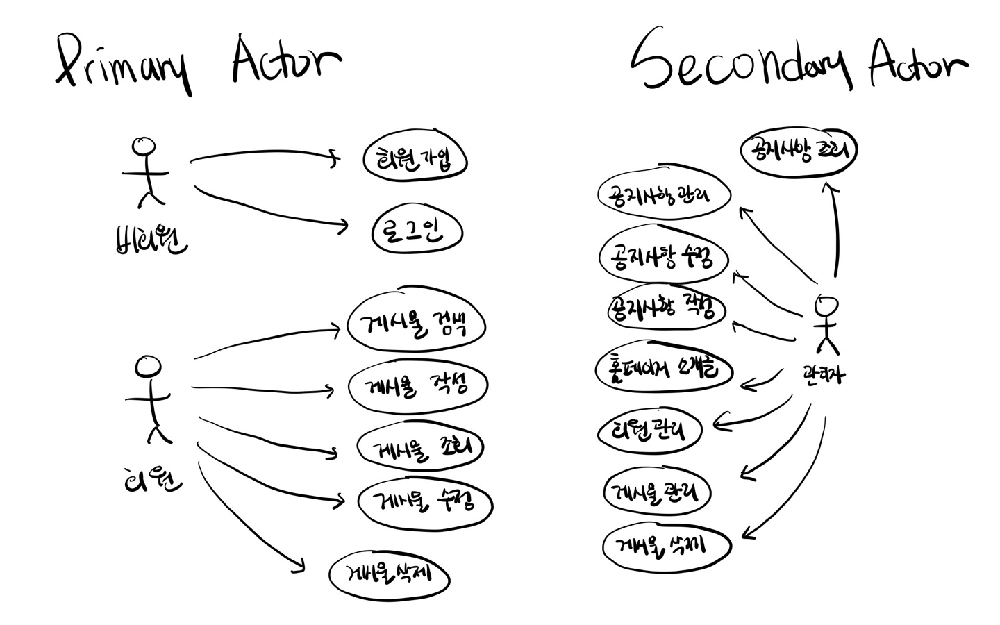 Primary Actor
비회원
회원 가입
로그인
회원
게시물 검색
게시물 작성
게시물 조회
게시물 수정
게시물 삭제
Secondary Actor
공지사항 조회
공지사항 관리
공지사항 수정
공지사항 작성
홈페이지 소개글
회원 관리
게시물 관리
게시물 삭제
관리자